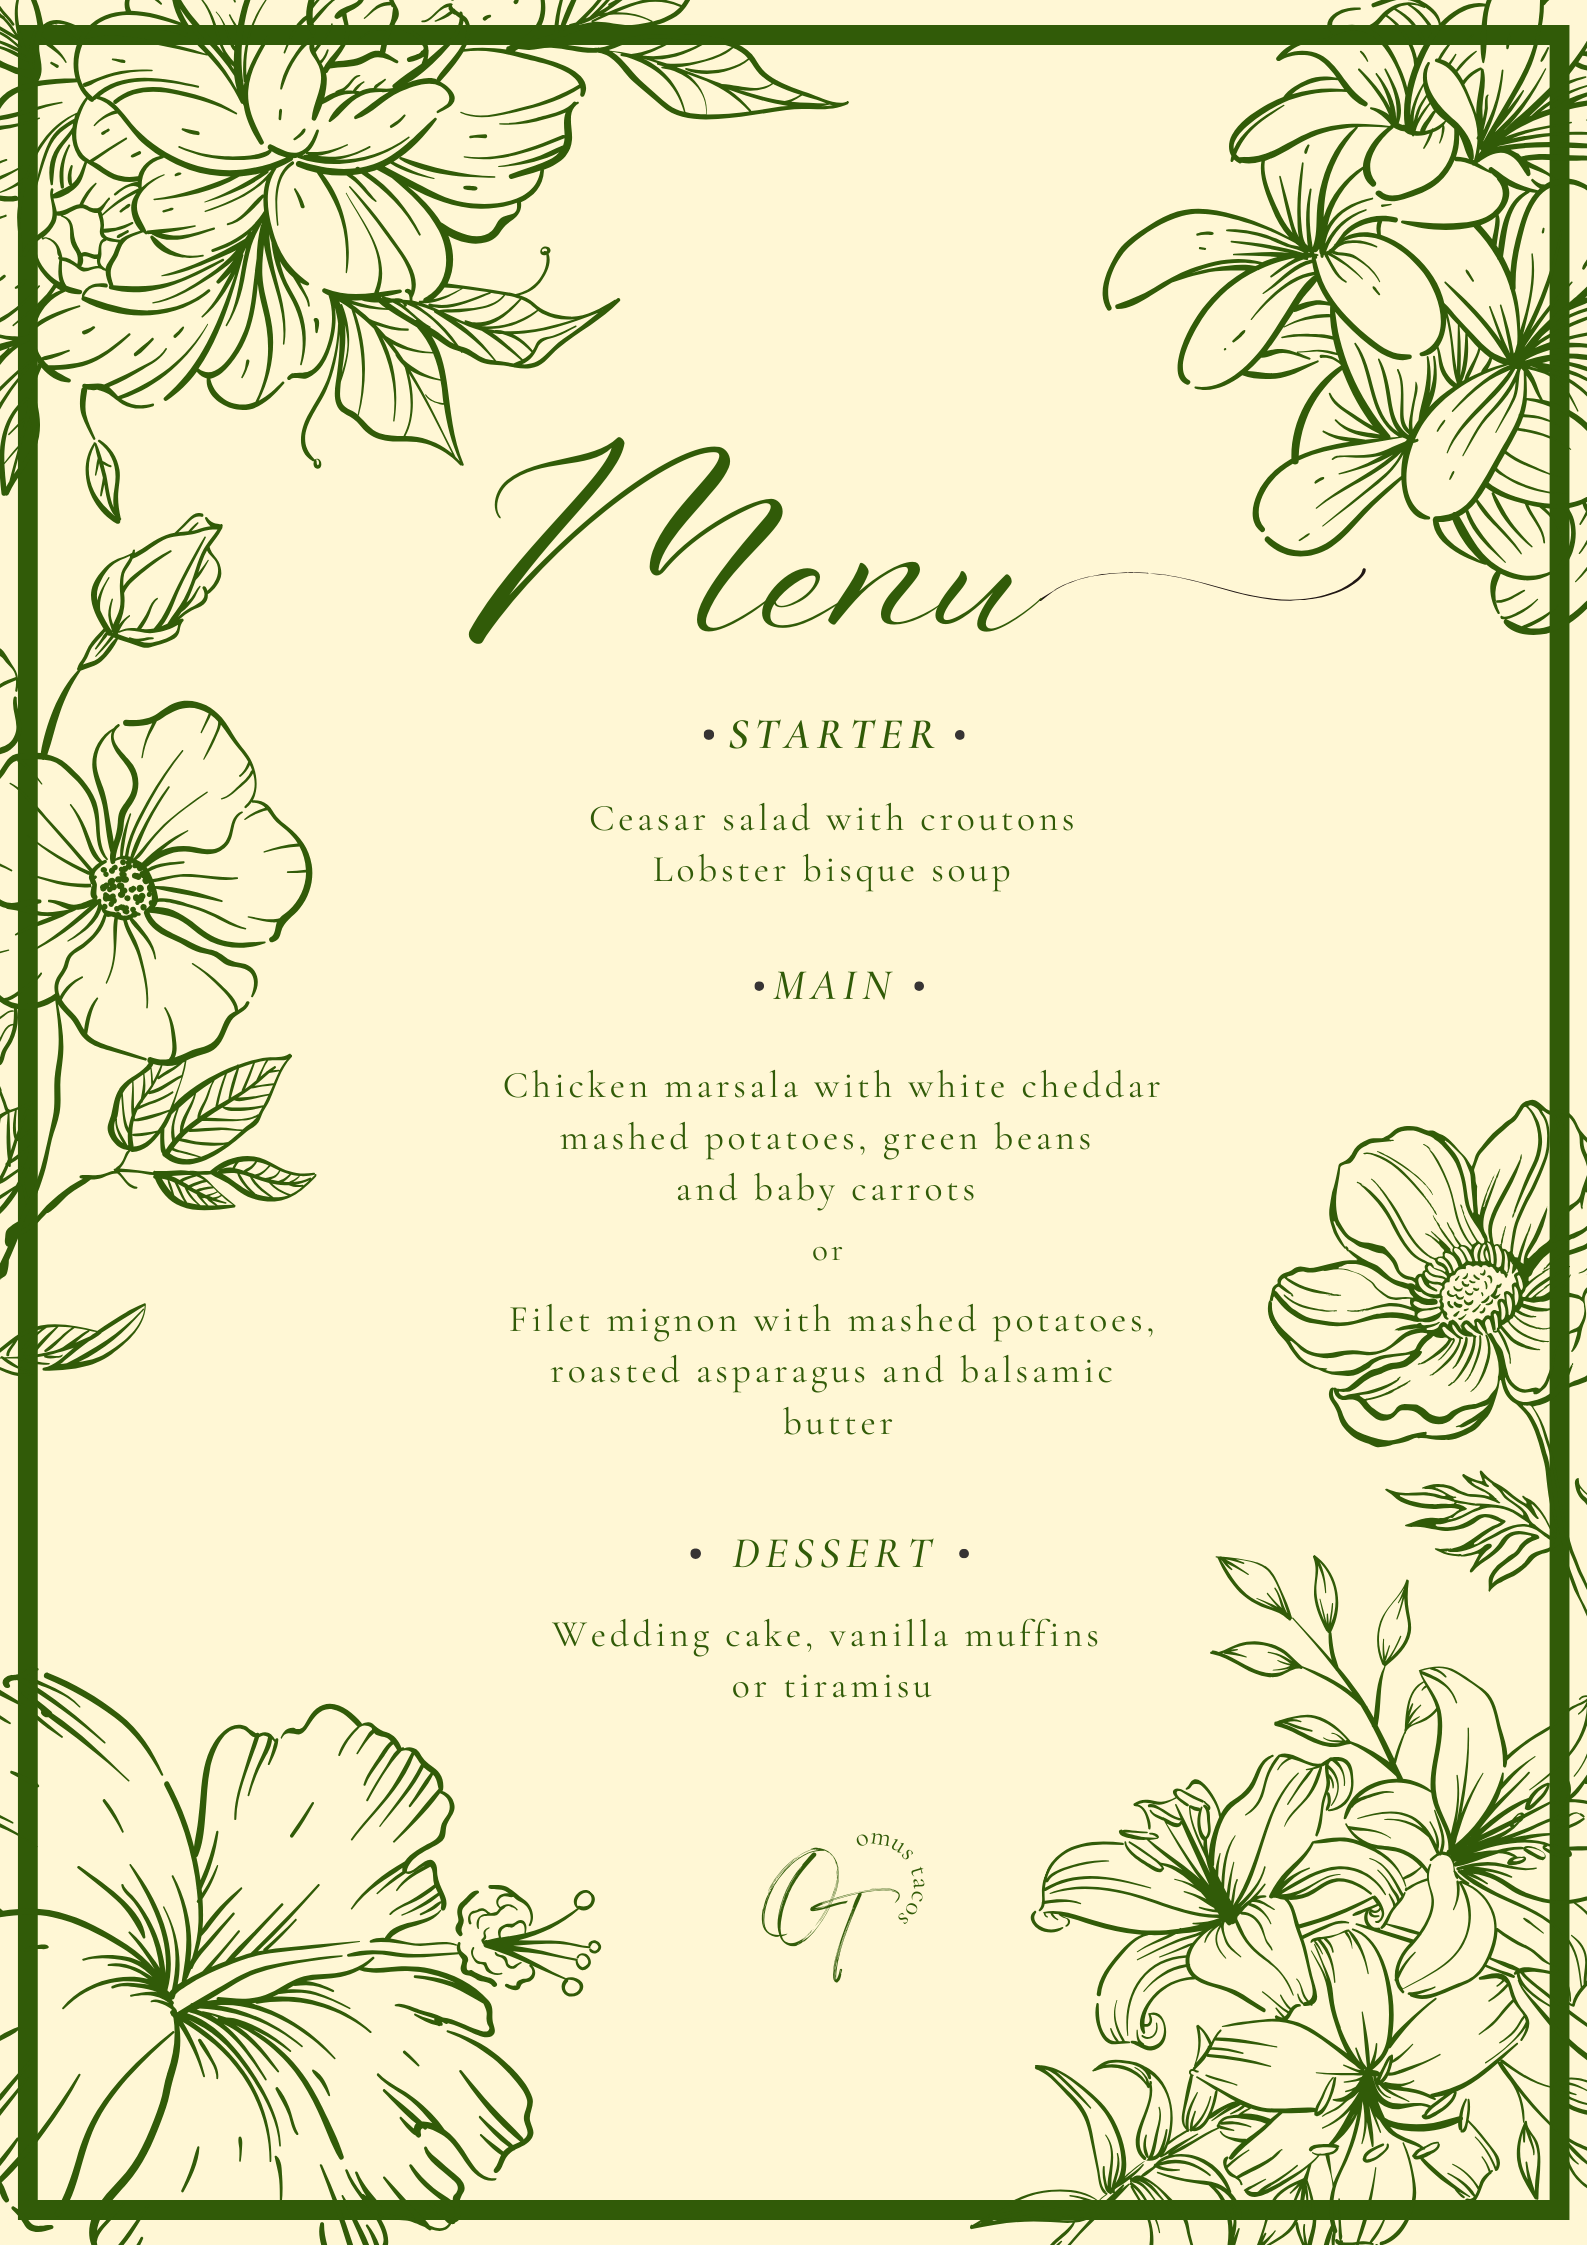 Menu
• STARTER •
Ceasar salad with croutons
Lobster bisque soup
• MAIN •
Chicken marsala with white cheddar
mashed potatoes, green beans
and baby carrots
or
Filet mignon with mashed potatoes,
roasted asparagus and balsamic
butter
• DESSERT •
Wedding cake, vanilla muffins
or tiramisu
OT
omus tacos